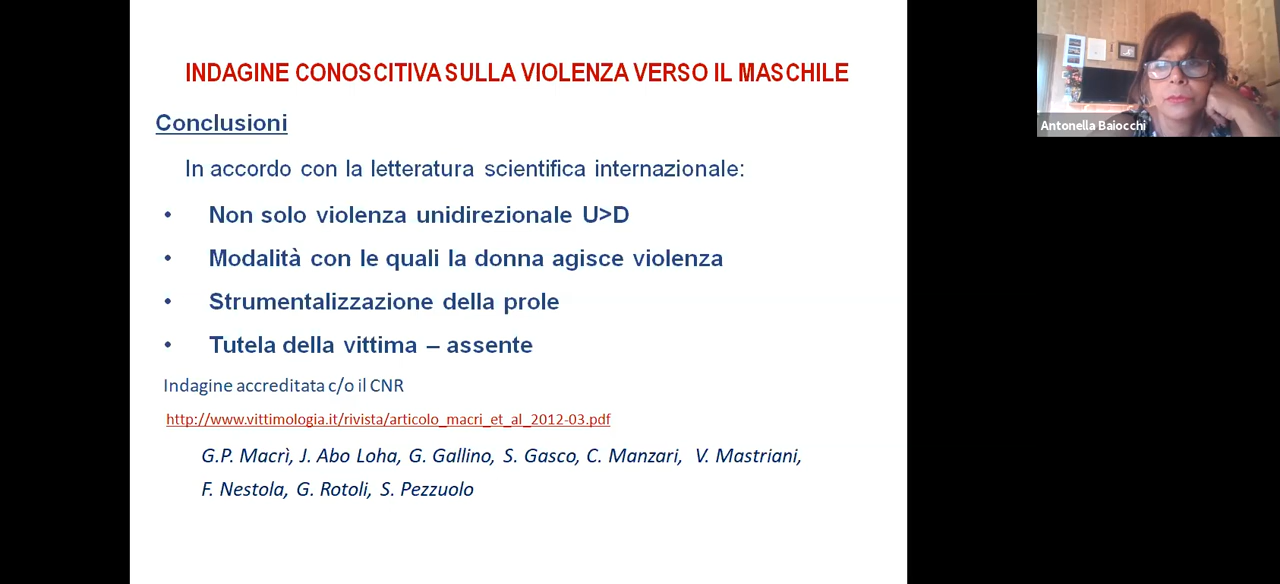 INDAGINE CONOSCITIVA SULLA VIOLENZA VERSO IL MASCHILE
Conclusioni
In accordo con la letteratura scientifica internazionale:
• Non solo violenza unidirezionale U>D
• Modalità con le quali la donna agisce violenza
• Strumentalizzazione della prole
• Tutela della vittima – assente
Indagine accreditata c/o il CNR
http://www.vittimologia.it/rivista/articolo_macri_et_al_2012-03.pdf
G.P. Macrì, J. Abo Loha, G. Gallino, S. Gasco, C. Manzari, V. Mastriani,
F. Nestola, G. Rotoli, S. Pezzuolo
Antonella Baiocchi